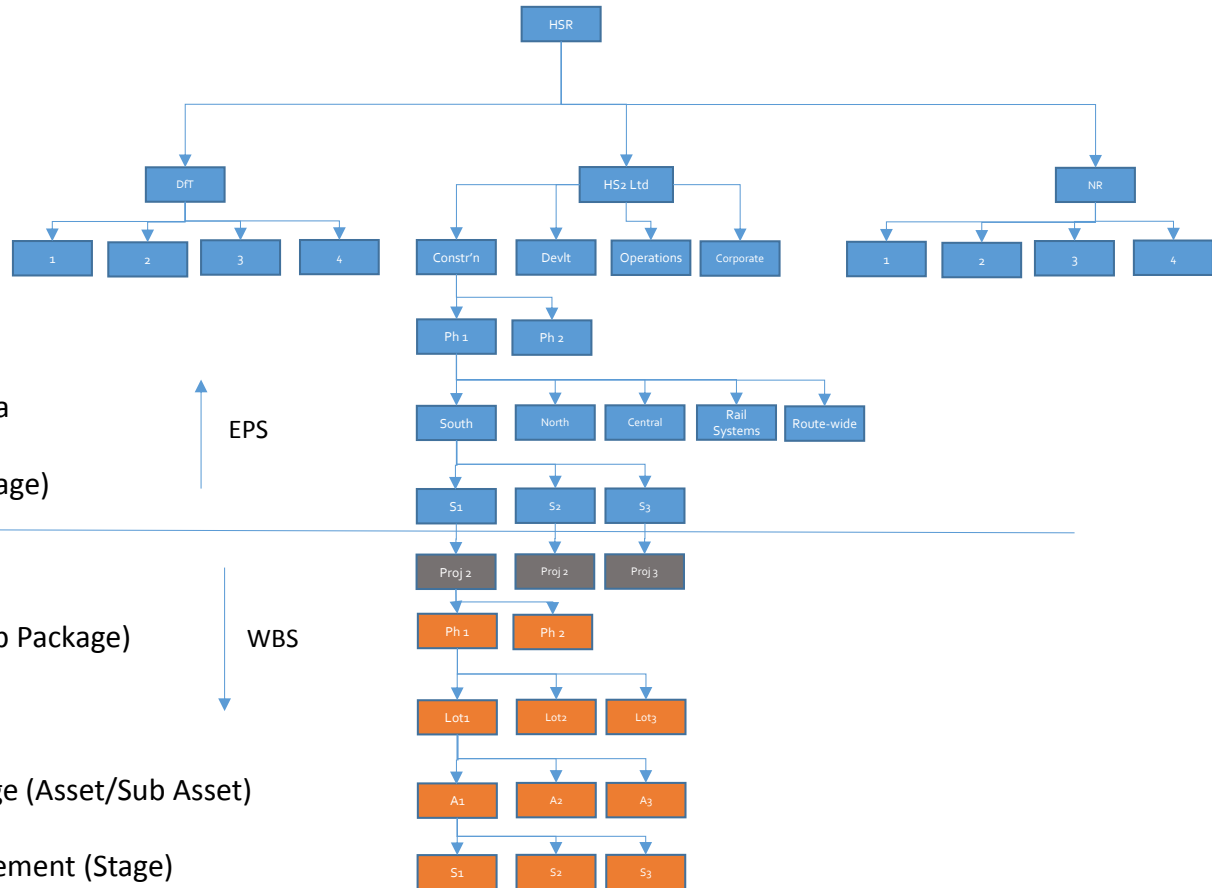 HSR
DfT
HS2 Ltd
NR
1
2
3
4
Constr'n
Devlt
Operations
Corporate
1
2
3
4
Ph 1
Ph 2
a
EPS
South
North
Central
Rail
Systems
Route-wide
age)
S1
S2
S3
Proj 2
Proj 2
Proj 3
o Package)
WBS
Ph 1
Ph 2
Lot1
Lot2
Lot3
ge (Asset/Sub Asset)
A1
A2
A3
ement (Stage)
S1
S2
S3